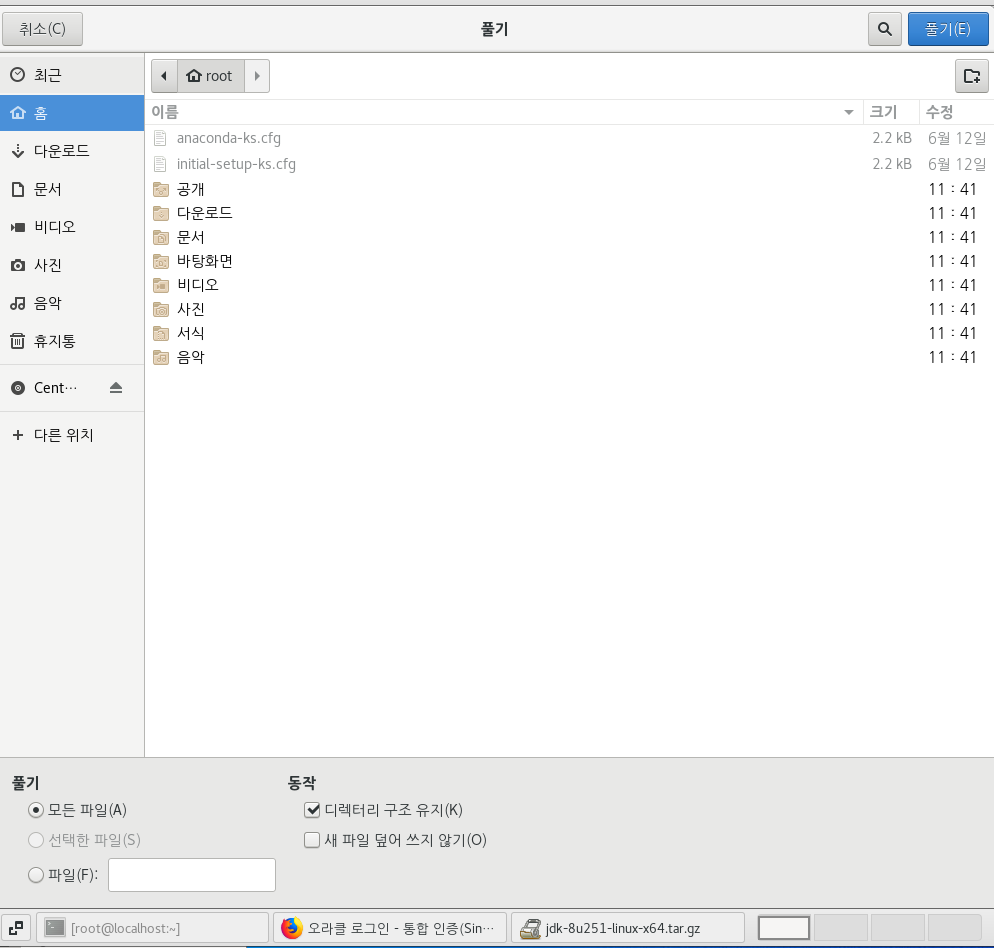 취소(C) 풀기 풀기(E)
최근 root
홈 이름 크기 수정
anaconda-ks.cfg 2.2 kB 6월 12일
다운로드 initial-setup-ks.cfg 2.2 kB 6월 12일
문서 공개 11 : 41
다운로드 11 : 41
비디오 문서 11 : 41
사진 바탕화면 11 : 41
비디오 11 : 41
음악 사진 11 : 41
휴지통 서식 11 : 41
음악 11 : 41
Cent…
다른 위치
풀기 동작
모든 파일(A) 디렉터리 구조 유지(K)
선택한 파일(S) 새 파일 덮어 쓰지 않기(O)
파일(F):
[root@localhost:~] 오라클 로그인 - 통합 인증(Sin… jdk-8u251-linux-x64.tar.gz